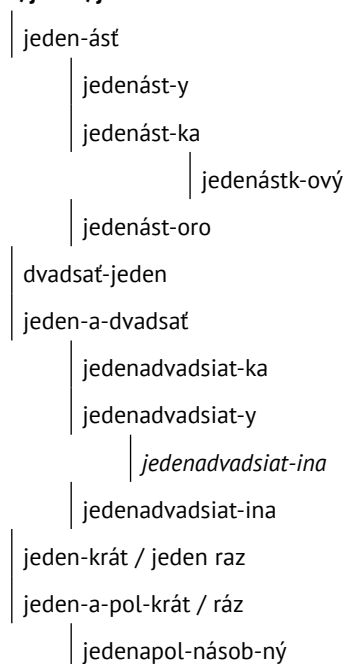 jeden-ásť
jedenást-y
jedenást-ka
jedenástk-ový
jedenást-oro
dvadsať-jeden
jeden-a-dvadsať
jedenadvadsiat-ka
jedenadvadsiat-y
jedenadvadsiat-ina
jedenadvadsiat-ina
jeden-krát / jeden raz
jeden-a-pol-krát / ráz
jedenapol-násob-ný